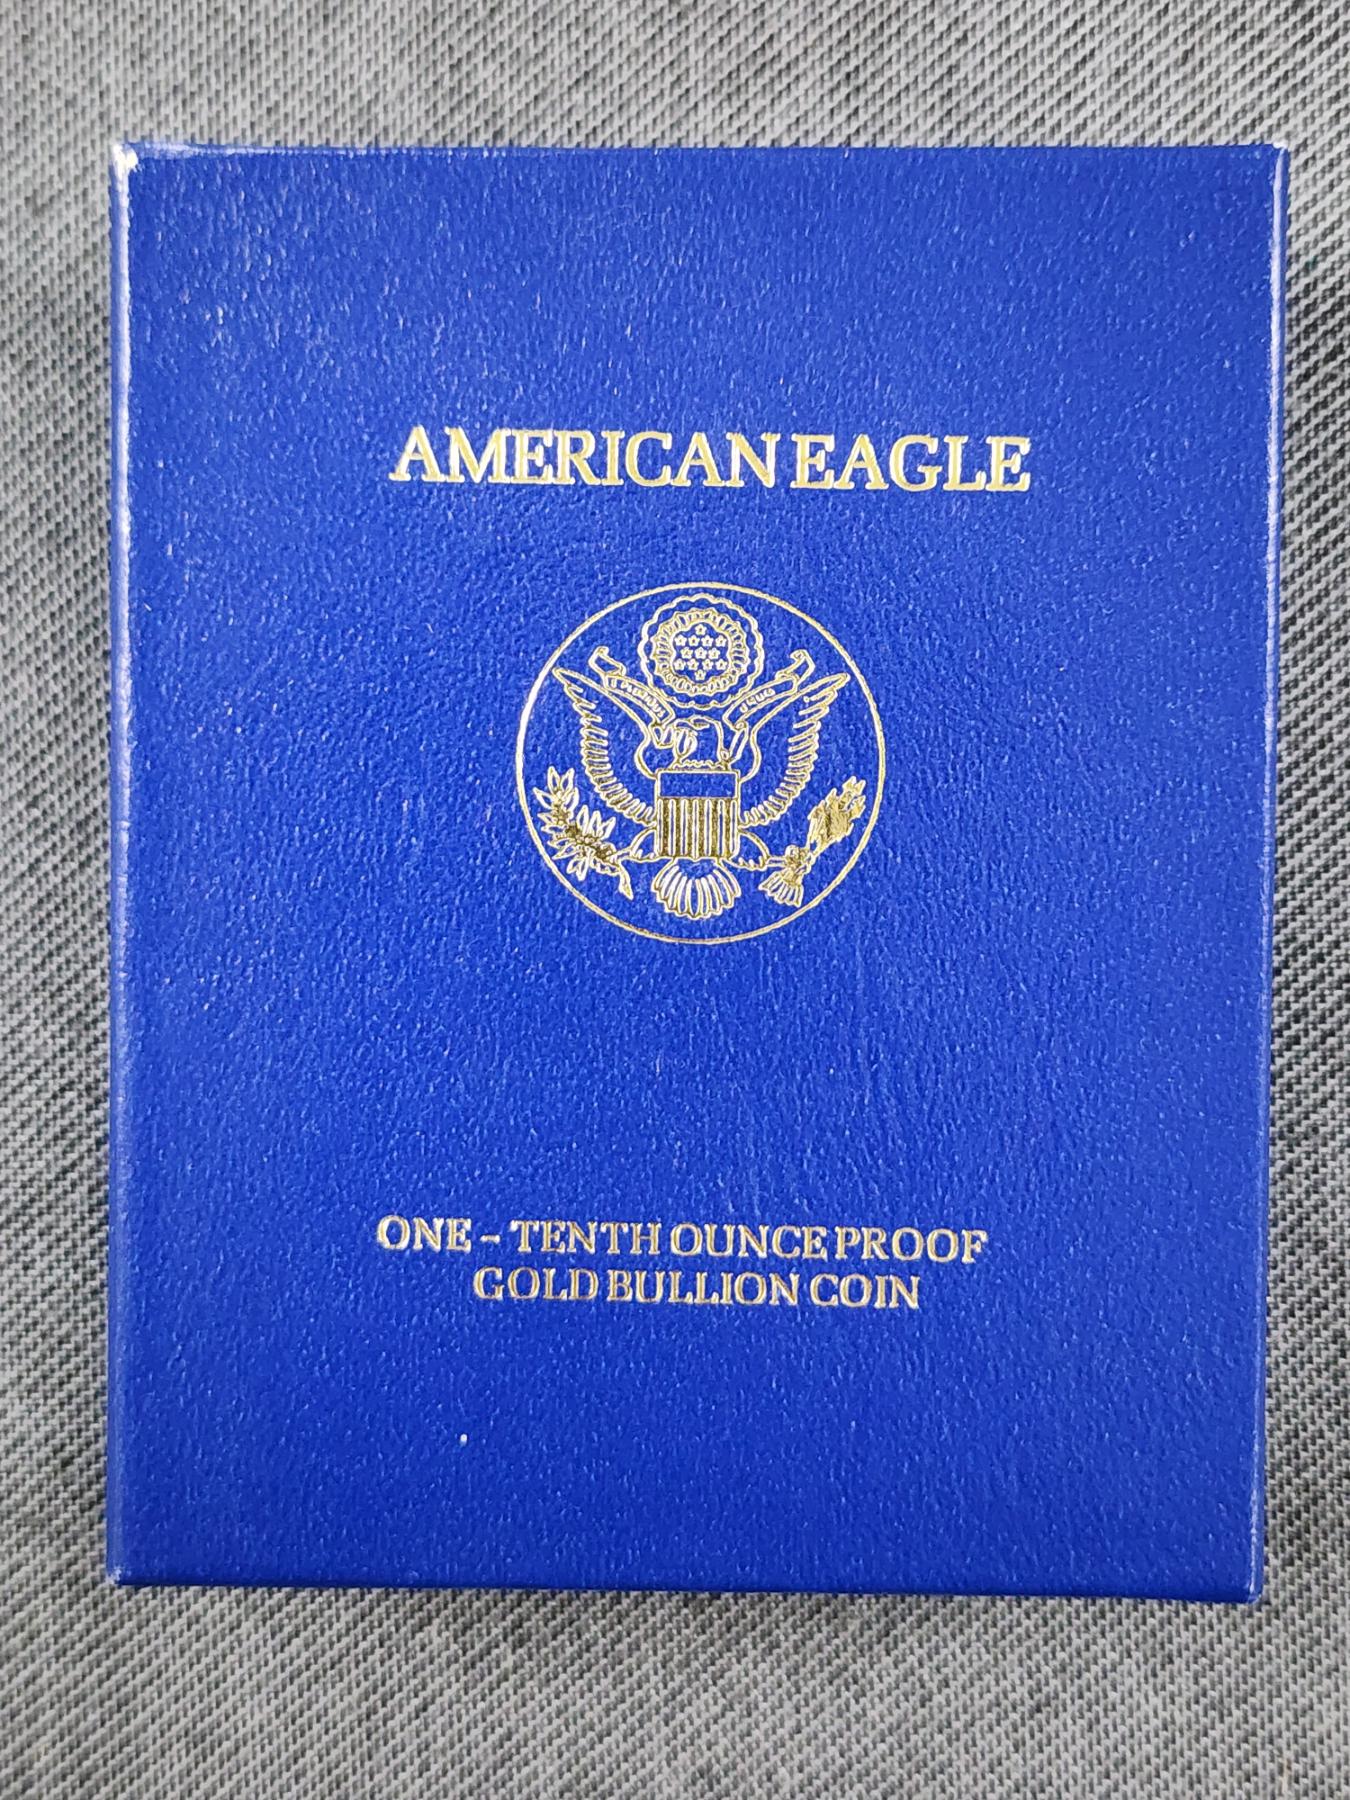 AMERICAN EAGLE
ONE - TENTH OUNCE PROOF
GOLD BULLION COIN